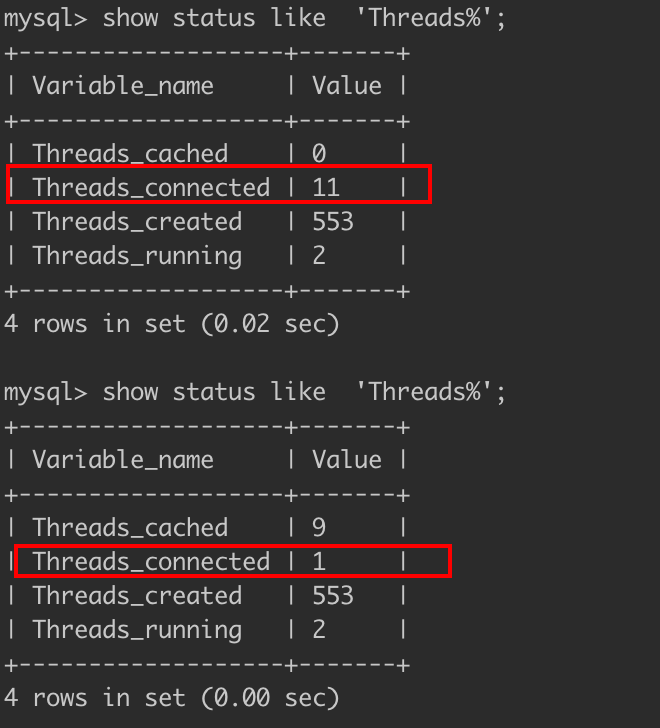 mysql> show status like  'Threads%';
+-------------------+-------+
| Variable_name     | Value |
+-------------------+-------+
| Threads_cached    | 0     |
| Threads_connected | 11    |
| Threads_created   | 553   |
| Threads_running   | 2     |
+-------------------+-------+
4 rows in set (0.02 sec)

mysql> show status like  'Threads%';
+-------------------+-------+
| Variable_name     | Value |
+-------------------+-------+
| Threads_cached    | 9     |
| Threads_connected | 1     |
| Threads_created   | 553   |
| Threads_running   | 2     |
+-------------------+-------+
4 rows in set (0.00 sec)